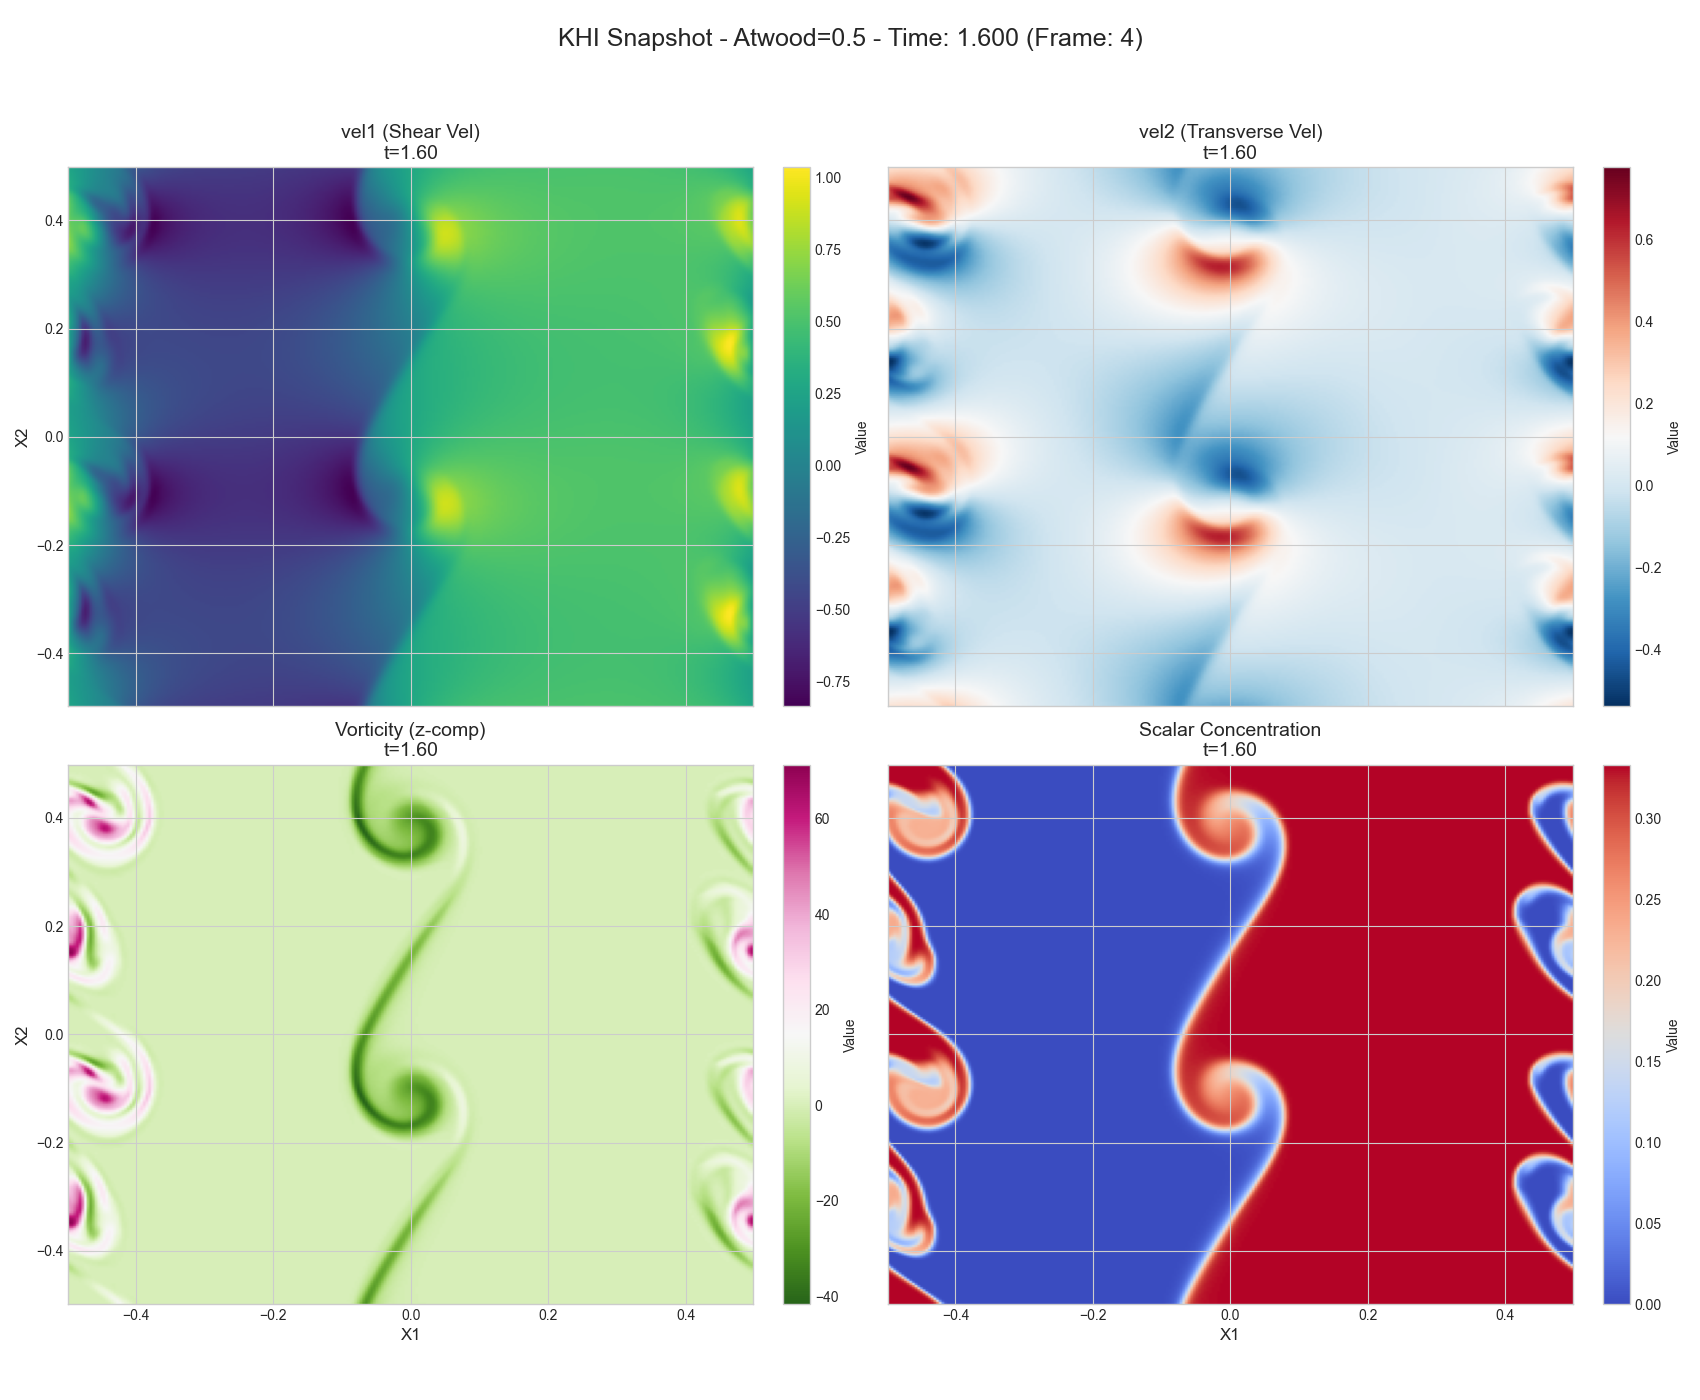 KHI Snapshot - Atwood=0.5 - Time: 1.600 (Frame: 4)
vel1 (Shear Vel)
t=1.60
X2
0.4
0.2
0.0
−0.2
−0.4
1.00
0.75
0.50
0.25
0.00
−0.25
−0.50
−0.75
Value
vel2 (Transverse Vel)
t=1.60
0.6
0.4
0.2
0.0
−0.2
−0.4
Value
Vorticity (z-comp)
t=1.60
X2
0.4
0.2
0.0
−0.2
−0.4
−0.4
−0.2
0.0
0.2
0.4
X1
60
40
20
0
−20
−40
Value
Scalar Concentration
t=1.60
−0.4
−0.2
0.0
0.2
0.4
X1
0.30
0.25
0.20
0.15
0.10
0.05
0.00
Value